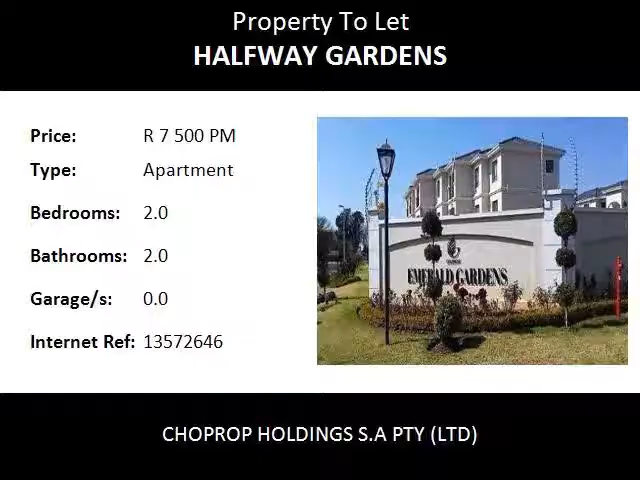 Property To Let
HALFWAY GARDENS
Price: R 7 500 PM
Type: Apartment
Bedrooms: 2.0
Bathrooms: 2.0
Garage/s: 0.0
Internet Ref: 13572646
EMERALD GARDENS
CHOPROP HOLDINGS S.A PTY (LTD)